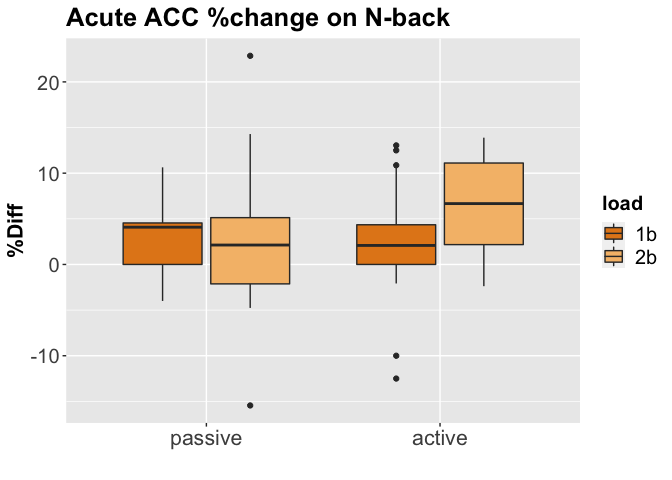 Acute ACC %change on N-back
%Diff
20
10
0
-10
passive
active
load
1b
2b